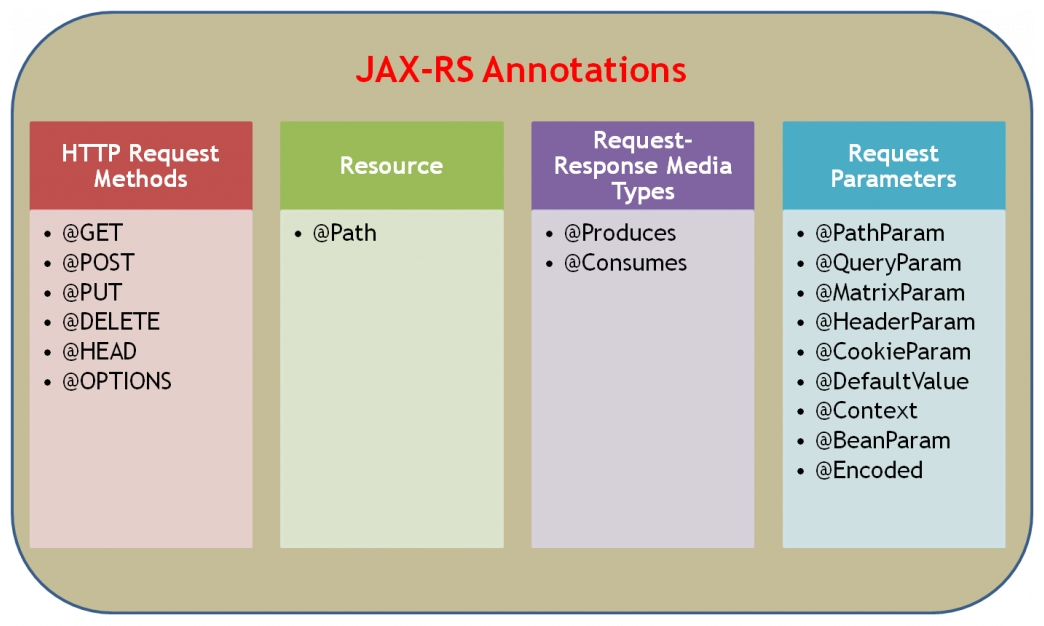 JAX-RS Annotations
HTTP Request
Methods
• @GET
• @POST
• @PUT
• @DELETE
• @HEAD
• @OPTIONS
Resource
• @Path
Request-
Response Media
Types
• @Produces
• @Consumes
Request
Parameters
• @PathParam
• @QueryParam
• @MatrixParam
• @HeaderParam
• @CookieParam
• @DefaultValue
• @Context
• @BeanParam
• @Encoded